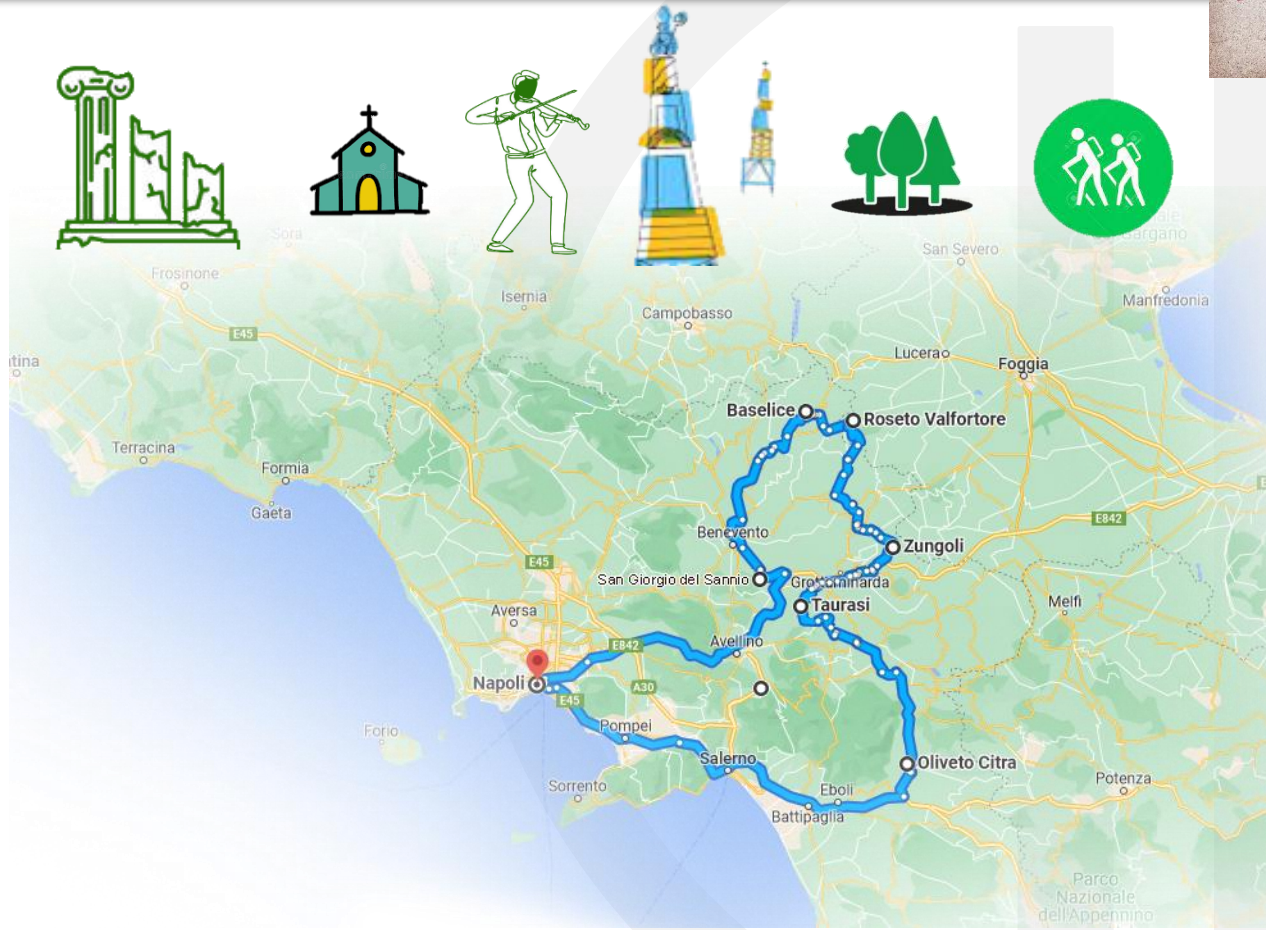 Sora
Gargano
San Severo
Frosinone
Isernia
Manfredonia
Campobasso
E45
Lucera
tina
Foggia
Baselice
Roseto Valfortore
Terracina
Formia
Gaeta
E842
Benevento
Zungoli
E45
San Giorgio del Sannio
Grottaminarda
Taurasi
Melfi
Aversa
Avellino
E842
Napoli
A30
E45
Pompei
Forio
Salerno
Oliveto Citra
Sorrento
Eboli
Potenza
Battipaglia
Parco
Nazionale
dell'Appennino